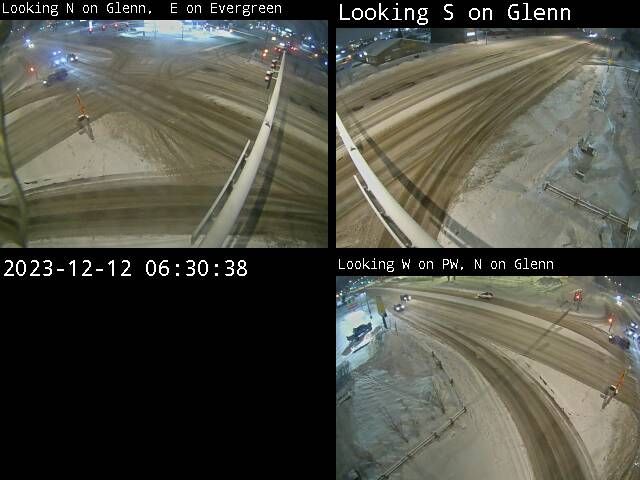 Looking N on Glenn,  E on Evergreen
Looking S on Glenn
2023-12-12 06:30:38
Looking W on PW, N on Glenn